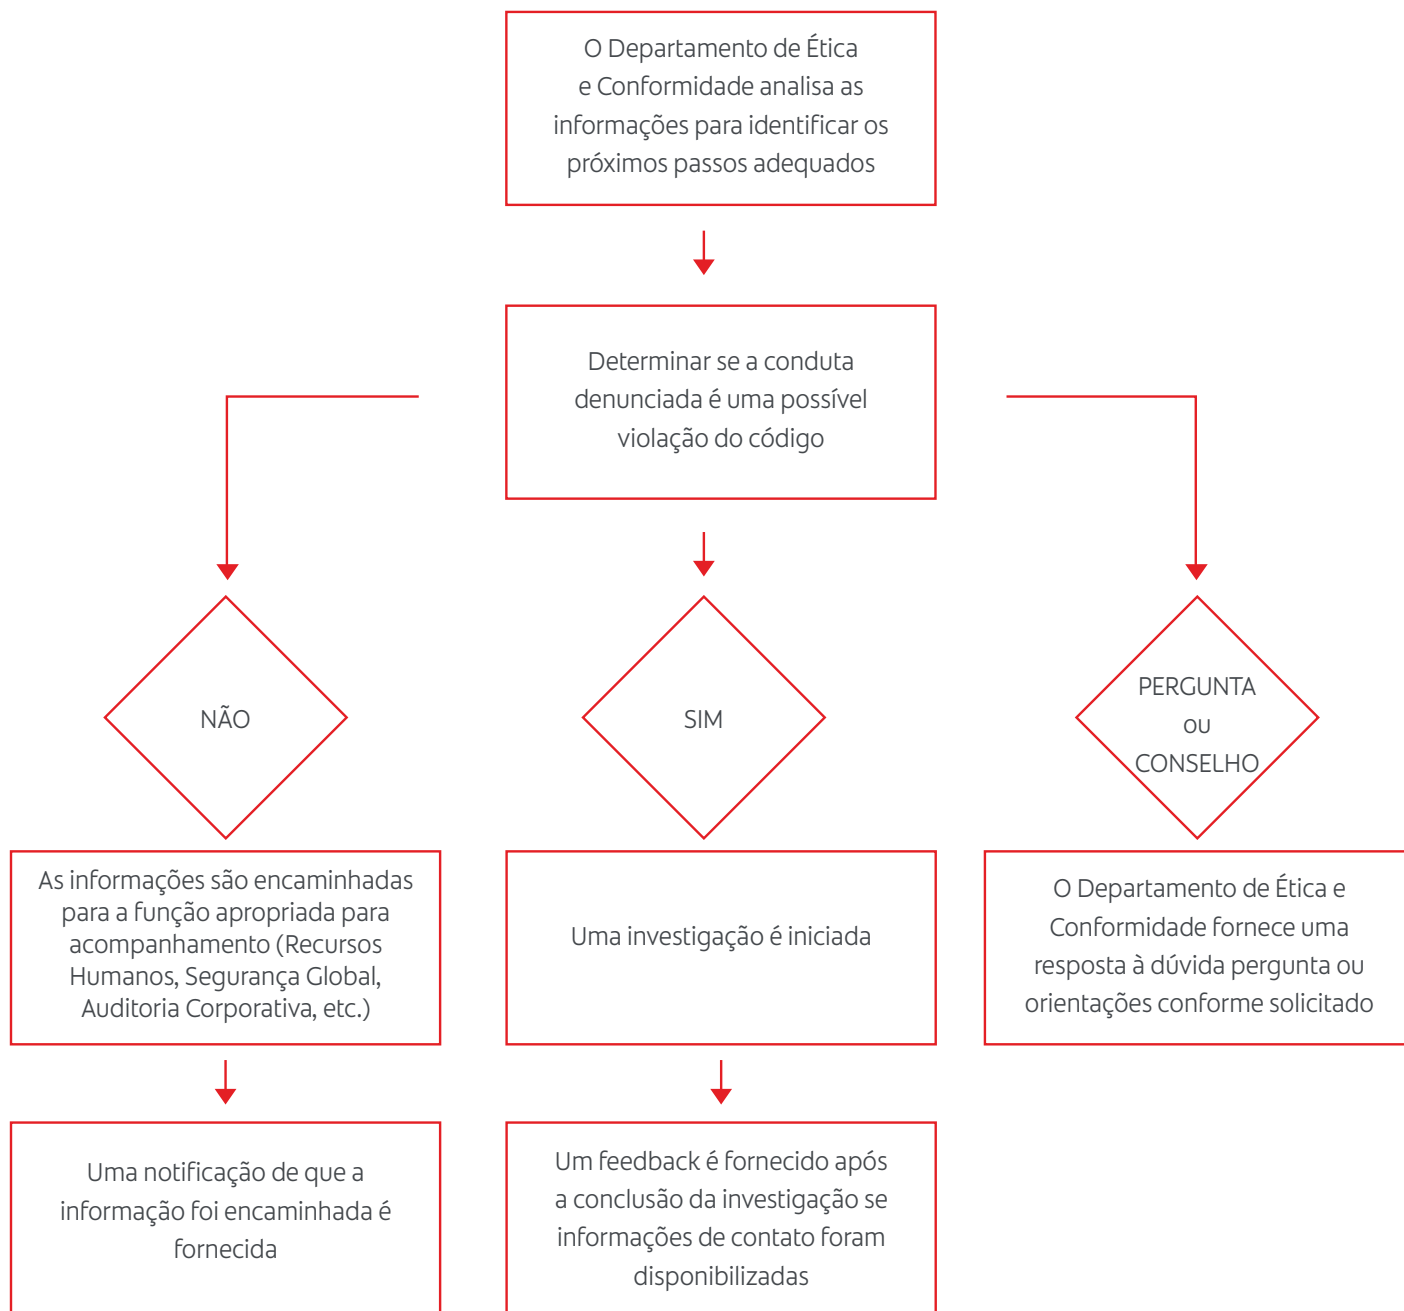 O Departamento de Ética
e Conformidade analisa as
informações para identificar os
próximos passos adequados
Determinar se a conduta
denunciada é uma possível
violação do código
NÃO
SIM
PERGUNTA
ou
CONSELHO
As informações são encaminhadas
para a função apropriada para
acompanhamento (Recursos
Humanos, Segurança Global,
Auditoria Corporativa, etc.)
Uma investigação é iniciada
O Departamento de Ética e
Conformidade fornece uma
resposta à dúvida pergunta ou
orientações conforme solicitado
Uma notificação de que a
informação foi encaminhada é
fornecida
Um feedback é fornecido após
a conclusão da investigação se
informações de contato foram
disponibilizadas